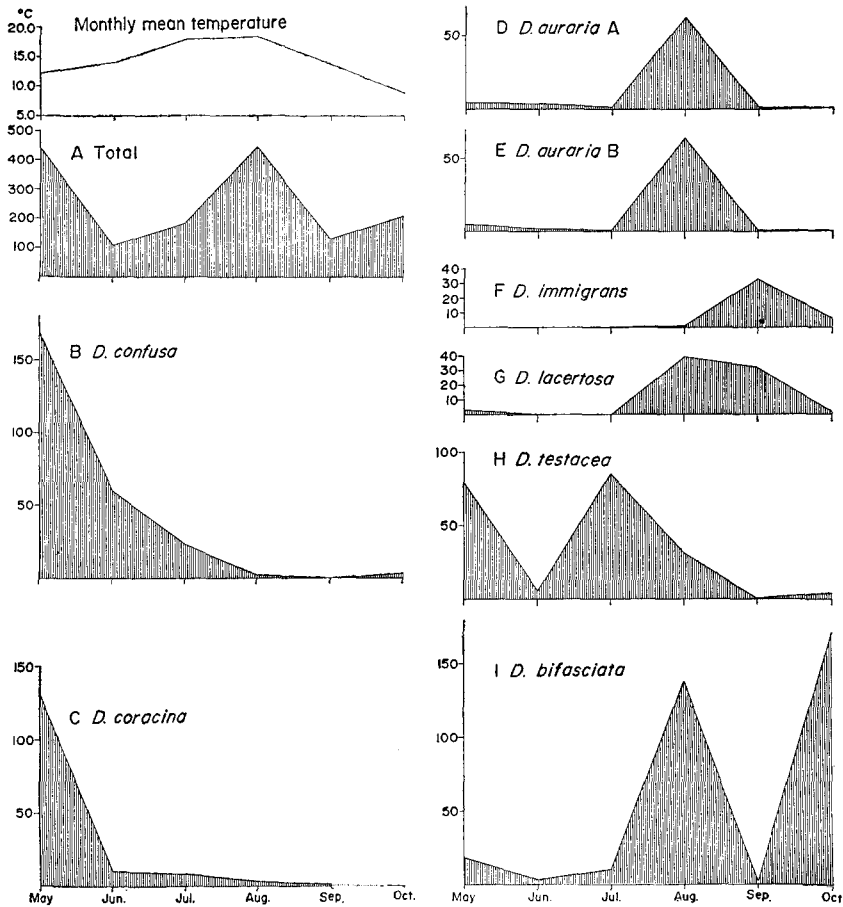 °C
Monthly mean temperature
20.0
15.0
10.0
5.0
A Total
500
400
300
200
100
B D. confusa
150
100
50
C D. coracina
150
100
50
May Jun. Jul. Aug. Sep. Oct.
D D. auraria A
50
E D. auraria B
50
F D. immigrans
40
30
20
10
G D. lacertosa
40
30
20
10
H D. testacea
100
50
I D. bifasciata
150
100
50
May Jun. Jul. Aug. Sep. Oct